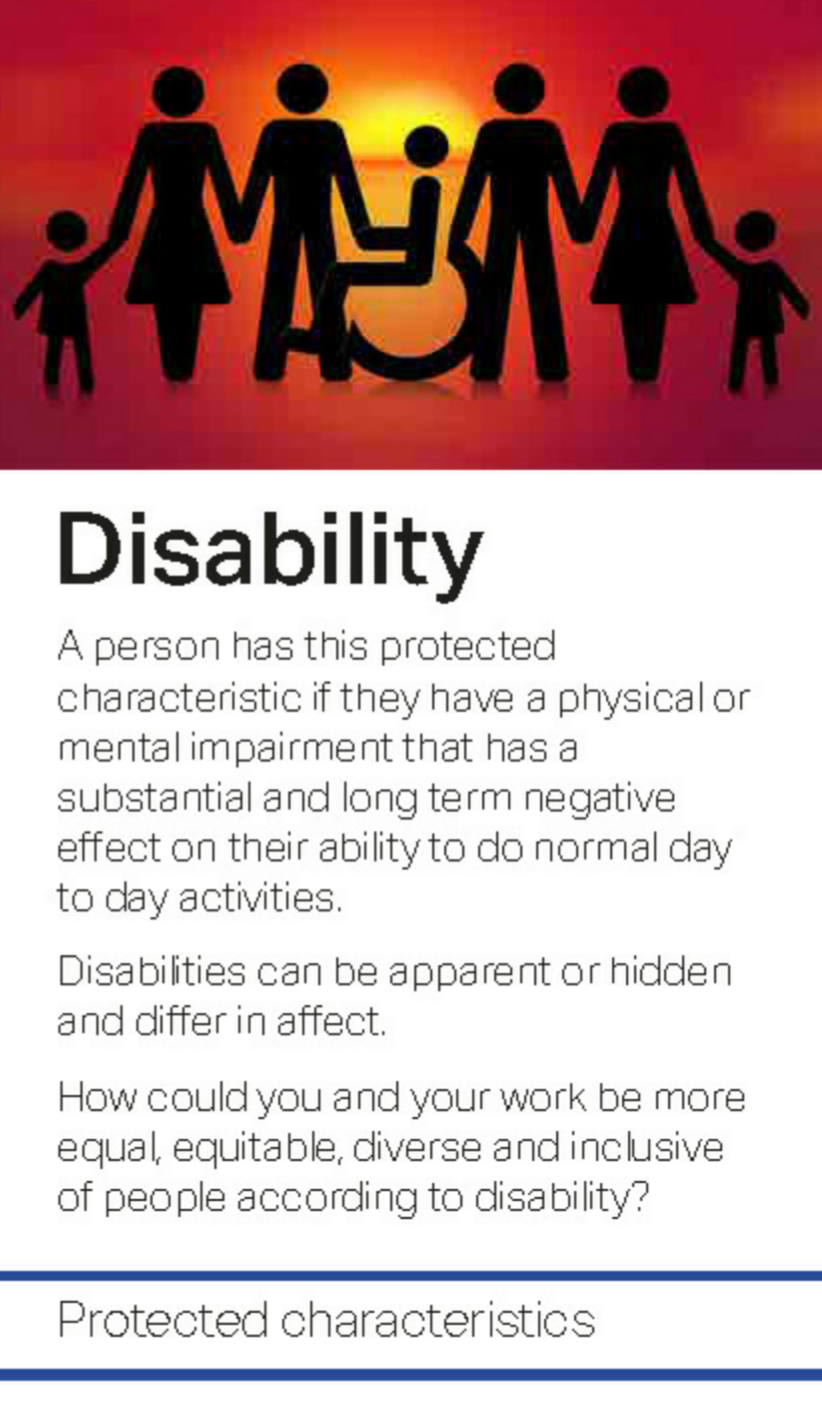 Disability
A person has this protected
characteristic if they have a physical or
mental impairment that has a
substantial and long term negative
effect on their ability to do normal day
to day activities.
Disabilities can be apparent or hidden
and differ in affect.
How could you and your work be more
equal, equitable, diverse and inclusive
of people according to disability?
Protected characteristics